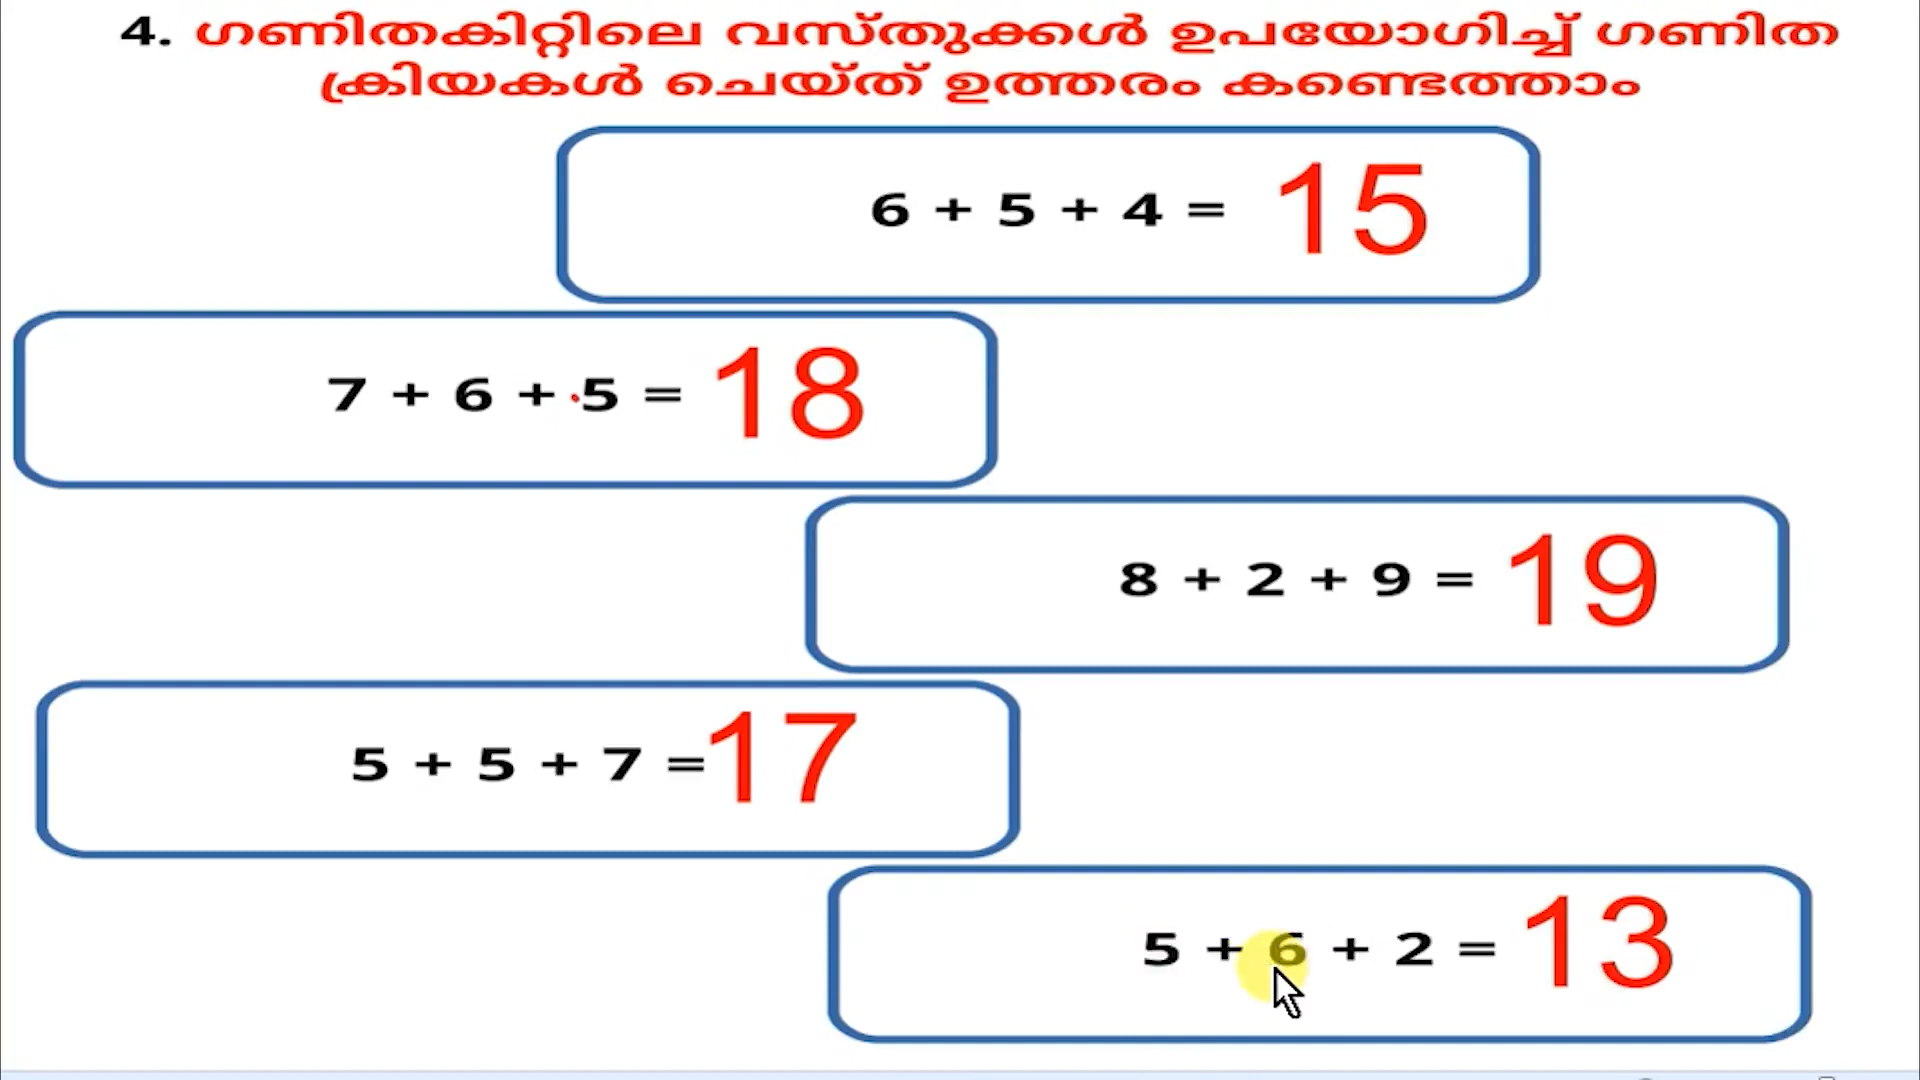 4. ഗണിതകിറ്റിലെ വസ്തുക്കൾ ഉപയോഗിച്ച് ഗണിത
ക്രിയകൾ ചെയ്ത് ഉത്തരം കണ്ടെത്താം
6 + 5 + 4 = 15
7 + 6 + 5 = 18
8 + 2 + 9 = 19
5 + 5 + 7 = 17
5 + 6 + 2 = 13